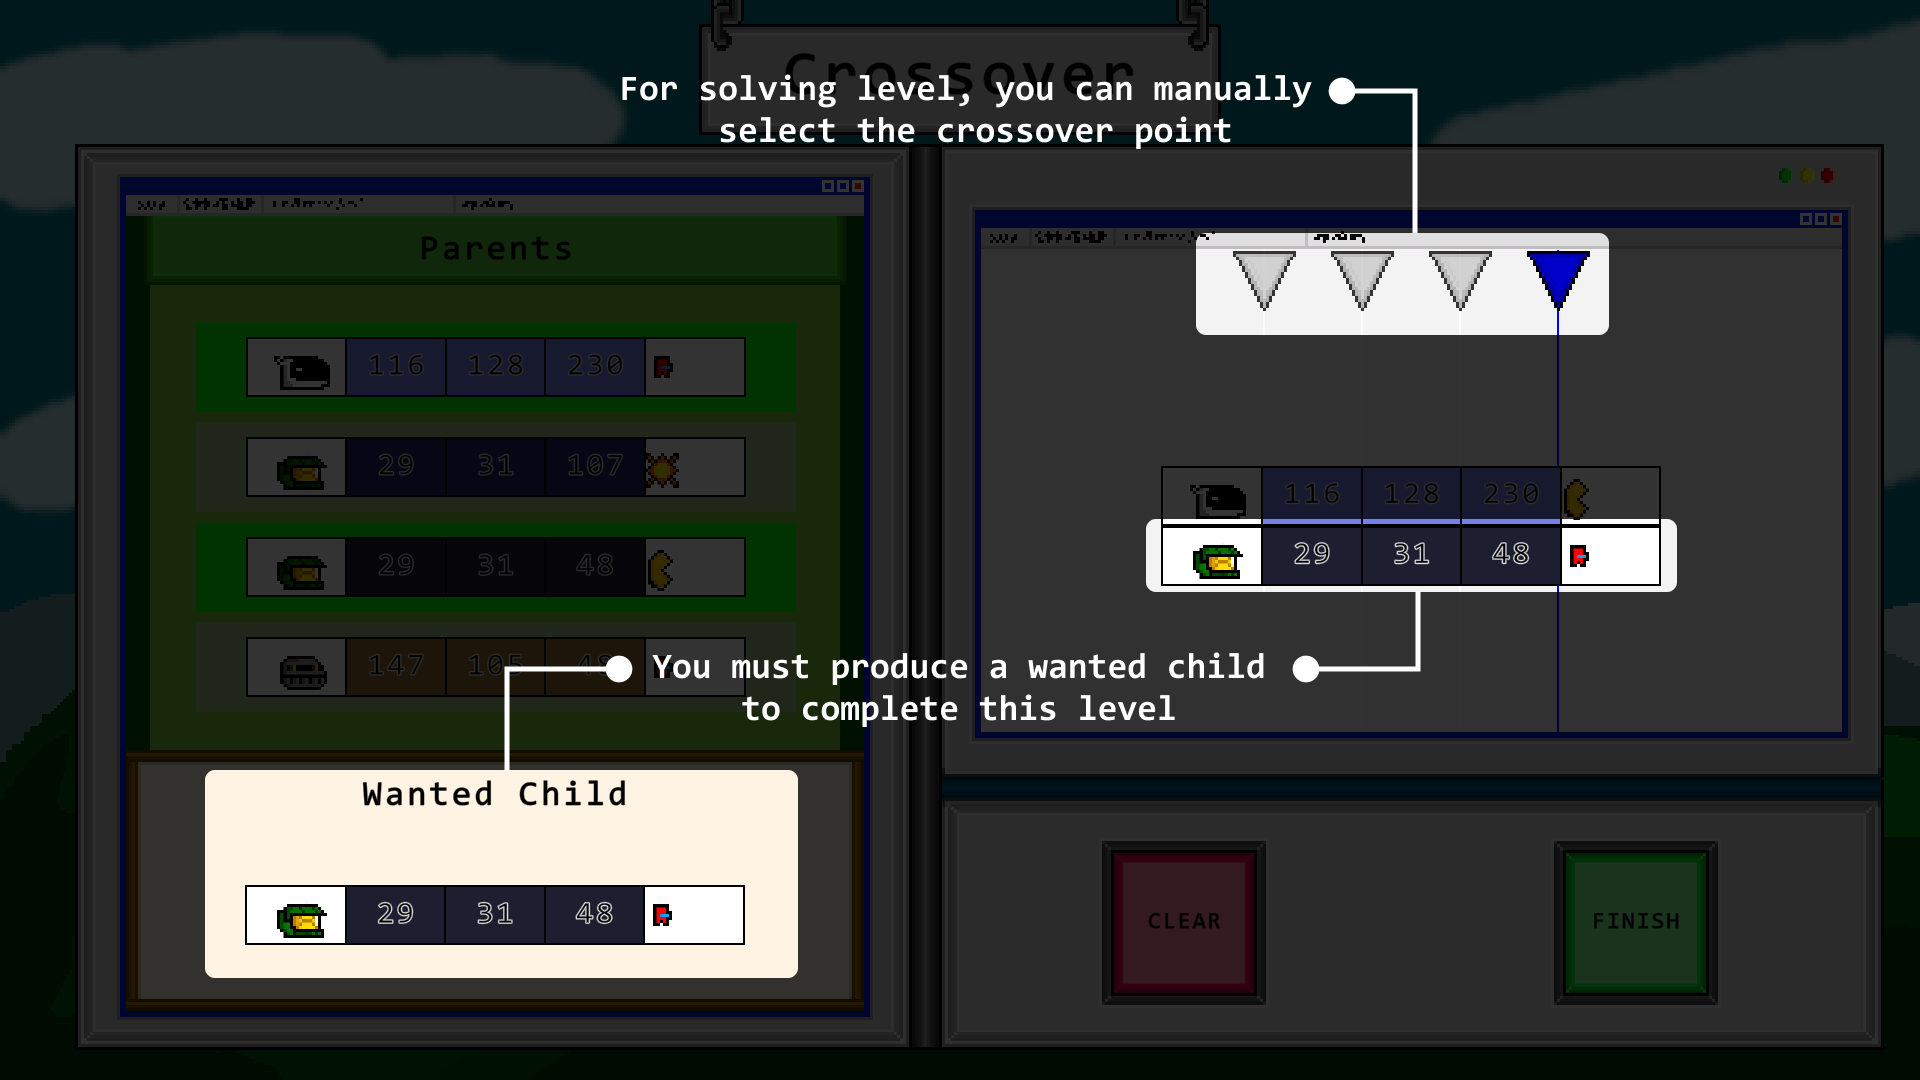 Crossover
For solving level, you can manually
select the crossover point
Parents
116 128 230
29 31 107
29 31 48
147 105 48
116 128 230
29 31 48
You must produce a wanted child
to complete this level
Wanted Child
29 31 48
CLEAR
FINISH